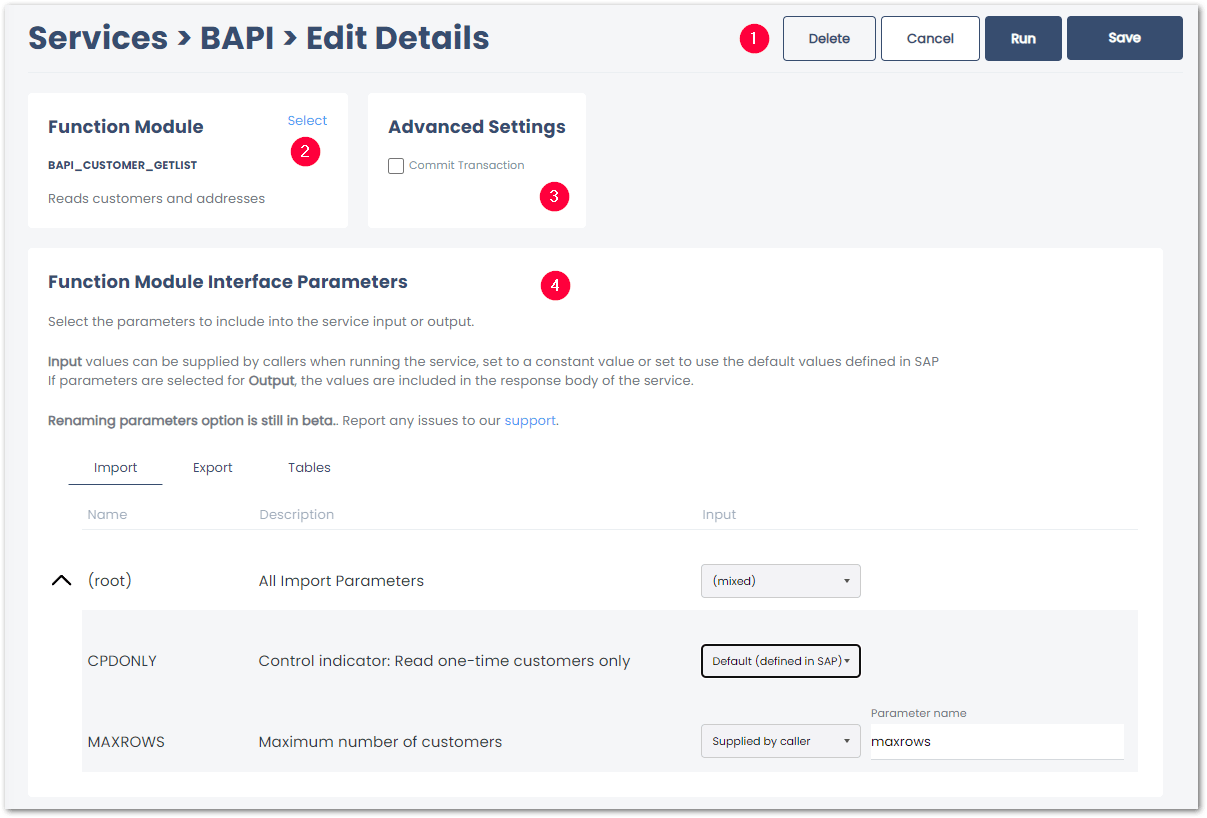 Services > BAPI > Edit Details
1
Delete
Cancel
Run
Save
Function Module
Select
2
BAPI_CUSTOMER_GETLIST
Reads customers and addresses
Advanced Settings
Commit Transaction
3
Function Module Interface Parameters
4
Select the parameters to include into the service input or output.
Input values can be supplied by callers when running the service, set to a constant value or set to use the default values defined in SAP
If parameters are selected for Output, the values are included in the response body of the service.
Renaming parameters option is still in beta.. Report any issues to our support.
Import Export Tables
Name Description Input
(root) All Import Parameters (mixed)
CPDONLY Control indicator: Read one-time customers only Default (defined in SAP)
Parameter name
MAXROWS Maximum number of customers Supplied by caller maxrows